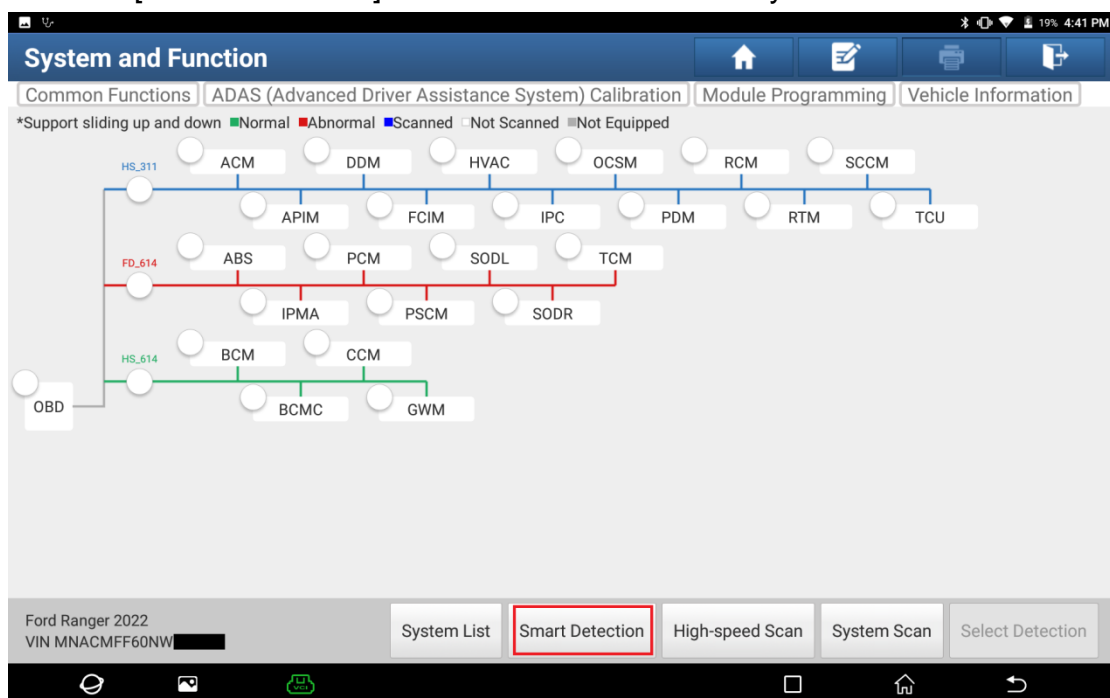 19% 4:41 PM
System and Function
Common Functions ADAS (Advanced Driver Assistance System) Calibration Module Programming Vehicle Information
*Support sliding up and down Normal Abnormal Scanned Not Scanned Not Equipped
HS_311 ACM DDM HVAC OCSM RCM SCCM
APIM FCIM IPC PDM RTM TCU
FD_614 ABS PCM SODL TCM
IPMA PSCM SODR
HS_614 BCM CCM
OBD BCMC GWM
Ford Ranger 2022
VIN MNACMFF60NW
System List Smart Detection High-speed Scan System Scan Select Detection
VCI